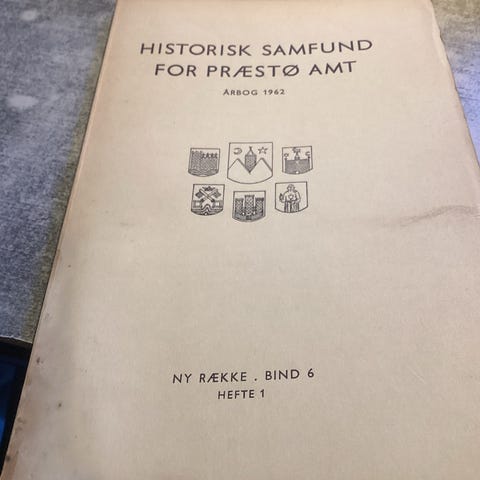 HISTORISK SAMFUND
FOR PRÆSTØ AMT
ÅRBOG 1962
NY RÆKKE . BIND 6
HEFTE 1